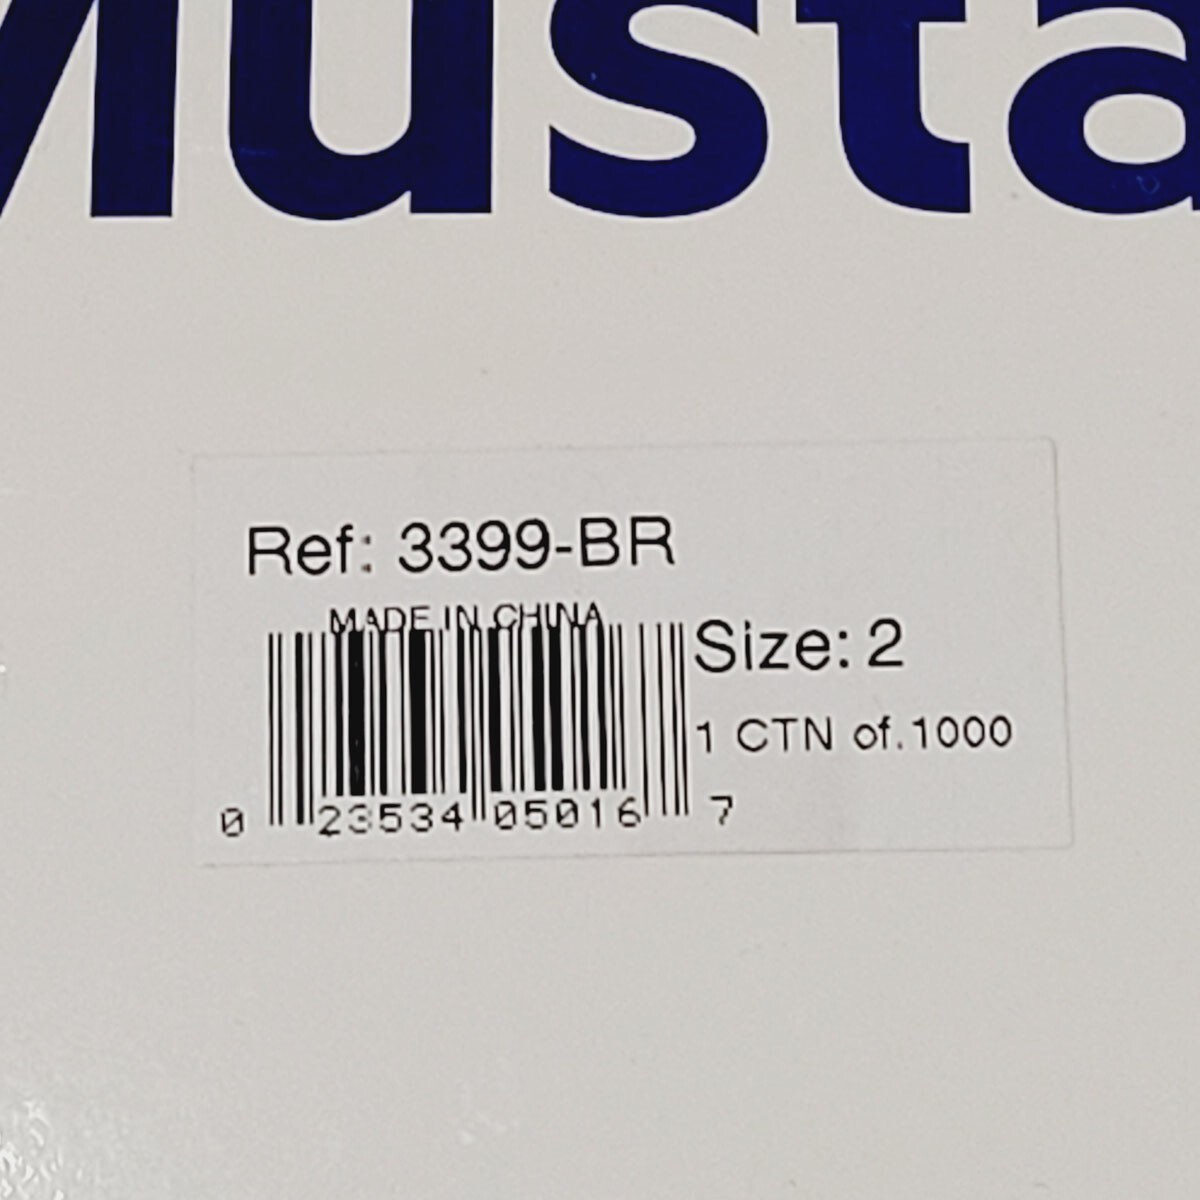 Musta
Ref: 3399-BR
MADE IN CHINA
Size: 2
1 CTN of.1000
0 23534 05016 7